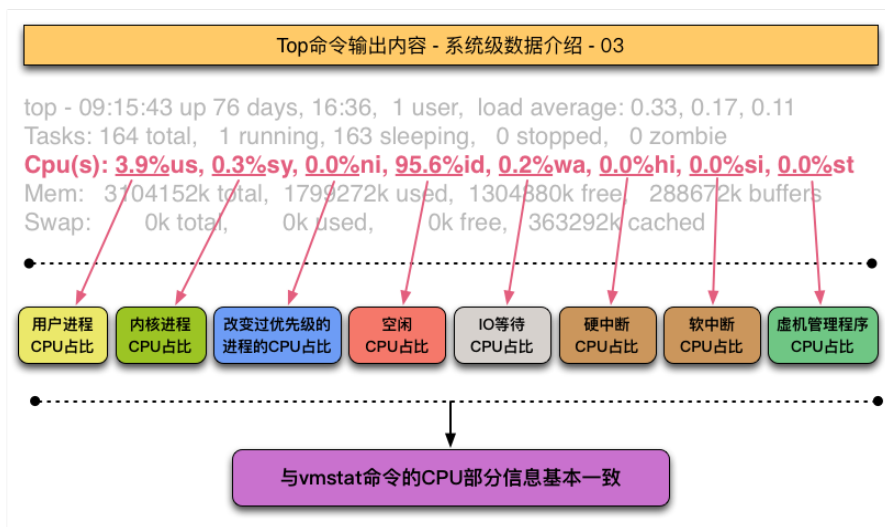 Top命令输出内容 - 系统级数据介绍 - 03
top - 09:15:43 up 76 days, 16:36,  1 user,  load average: 0.33, 0.17, 0.11
Tasks: 164 total,   1 running, 163 sleeping,   0 stopped,   0 zombie
Cpu(s): 3.9%us, 0.3%sy, 0.0%ni, 95.6%id, 0.2%wa, 0.0%hi, 0.0%si, 0.0%st
Mem:   3104152k total,  1799272k used,  1304880k free,   288672k buffers
Swap:        0k total,        0k used,        0k free,   363292k cached
用户进程
CPU占比
内核进程
CPU占比
改变过优先级的
进程的CPU占比
空闲
CPU占比
IO等待
CPU占比
硬中断
CPU占比
软中断
CPU占比
虚机管理程序
CPU占比
与vmstat命令的CPU部分信息基本一致